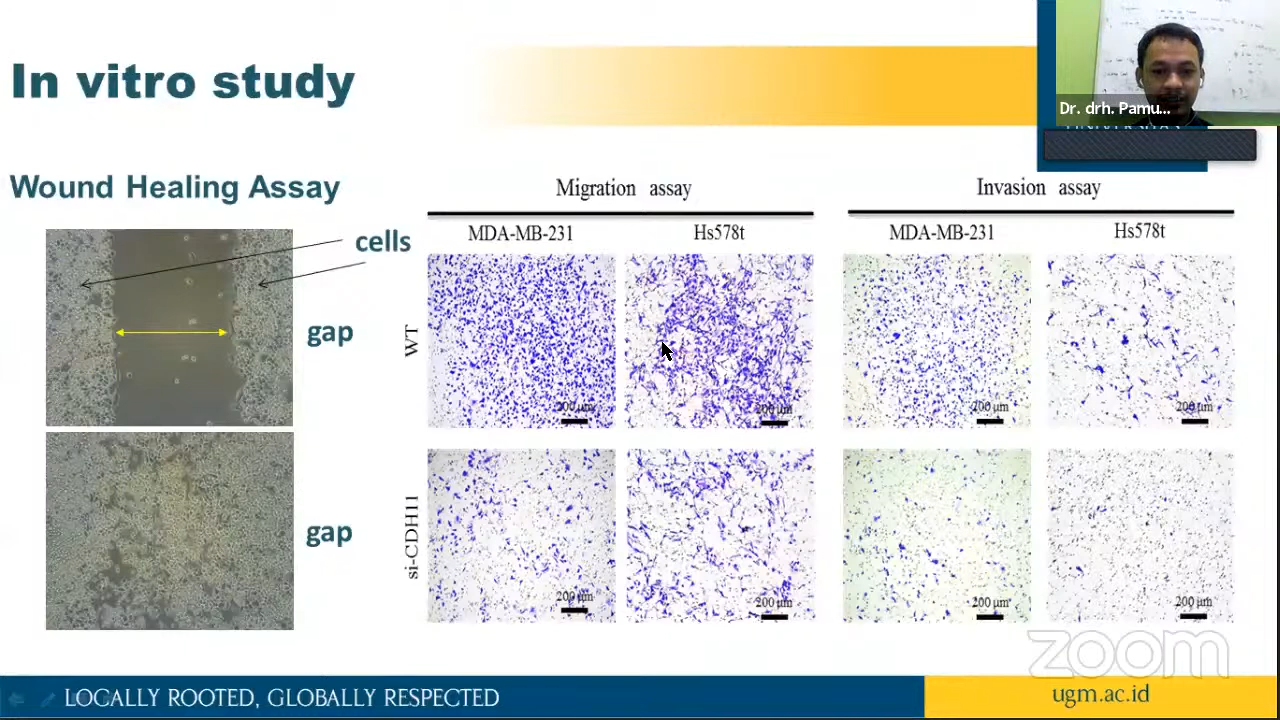 In vitro study
Dr. drh. Pamu...
Wound Healing Assay
cells
gap
gap
Migration assay
Invasion assay
MDA-MB-231
Hs578t
MDA-MB-231
Hs578t
WT
200 μm
200 μm
200 μm
200 μm
si-CDH11
200 μm
200 μm
200 μm
200 μm
zoom
LOCALLY ROOTED, GLOBALLY RESPECTED
ugm.ac.id